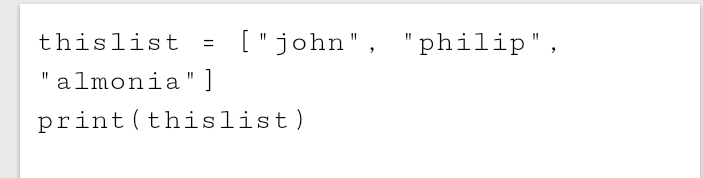 thislist = ["john", "philip",
"almonia"]
print(thislist)